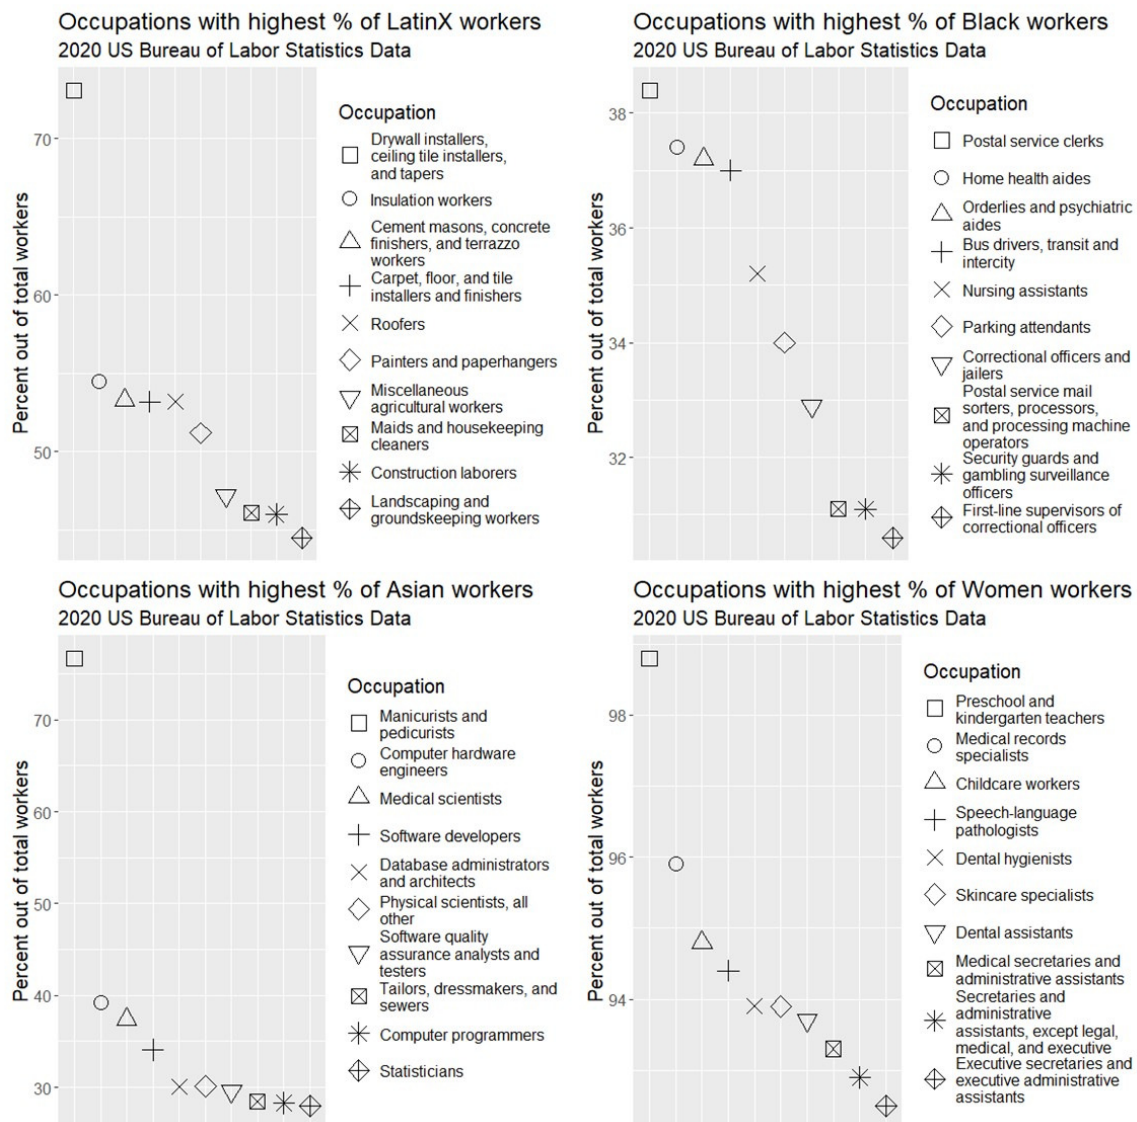 Occupations with highest % of LatinX workers
2020 US Bureau of Labor Statistics Data
Percent out of total workers
70
60
50
Occupation
Drywall installers,
ceiling tile installers,
and tapers
Insulation workers
Cement masons, concrete
finishers, and terrazzo
workers
Carpet, floor, and tile
installers and finishers
Roofers
Painters and paperhangers
Miscellaneous
agricultural workers
Maids and housekeeping
cleaners
Construction laborers
Landscaping and
groundskeeping workers
Occupations with highest % of Black workers
2020 US Bureau of Labor Statistics Data
Percent out of total workers
38
36
34
32
Occupation
Postal service clerks
Home health aides
Orderlies and psychiatric
aides
Bus drivers, transit and
intercity
Nursing assistants
Parking attendants
Correctional officers and
jailers
Postal service mail
sorters, processors,
and processing machine
operators
Security guards and
gambling surveillance
officers
First-line supervisors of
correctional officers
Occupations with highest % of Asian workers
2020 US Bureau of Labor Statistics Data
Percent out of total workers
70
60
50
40
30
Occupation
Manicurists and
pedicurists
Computer hardware
engineers
Medical scientists
Software developers
Database administrators
and architects
Physical scientists, all
other
Software quality
assurance analysts and
testers
Tailors, dressmakers, and
sewers
Computer programmers
Statisticians
Occupations with highest % of Women workers
2020 US Bureau of Labor Statistics Data
Percent out of total workers
98
96
94
Occupation
Preschool and
kindergarten teachers
Medical records
specialists
Childcare workers
Speech-language
pathologists
Dental hygienists
Skincare specialists
Dental assistants
Medical secretaries and
administrative assistants
Secretaries and
administrative
assistants, except legal,
medical, and executive
Executive secretaries and
executive administrative
assistants